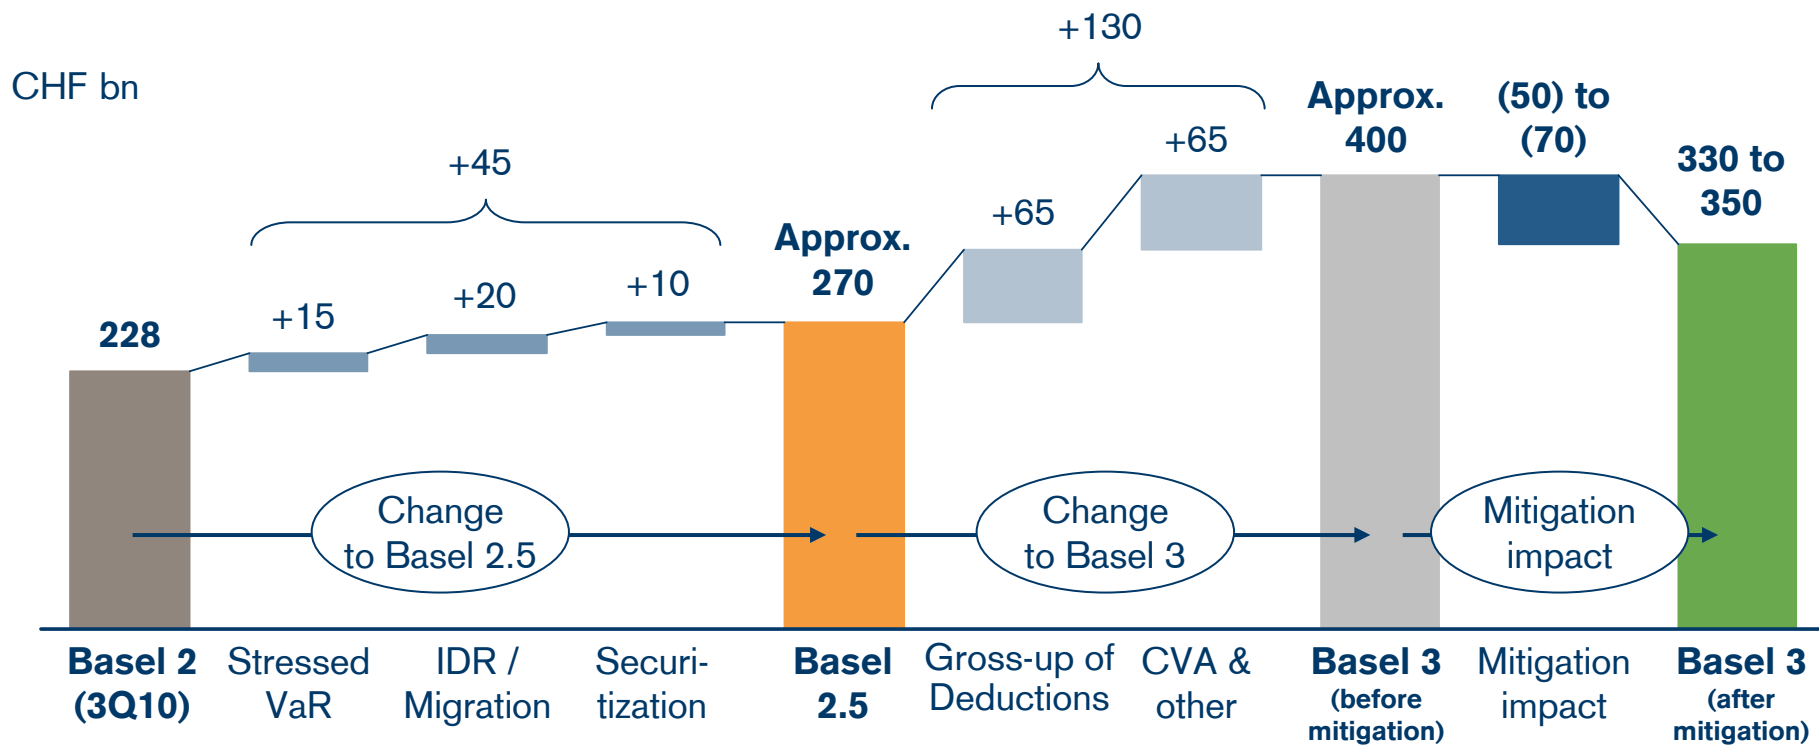 CHF bn
+130
Approx.
400
(50) to
(70)
+65
330 to
350
+45
+65
Approx.
270
+10
+20
+15
228
Change
to Basel 2.5
Change
to Basel 3
Mitigation
impact
Basel 2
(3Q10)
Stressed
VaR
IDR /
Migration
Securi-
tization
Basel
2.5
Gross-up of
Deductions
CVA &
other
Basel 3
(before
mitigation)
Mitigation
impact
Basel 3
(after
mitigation)